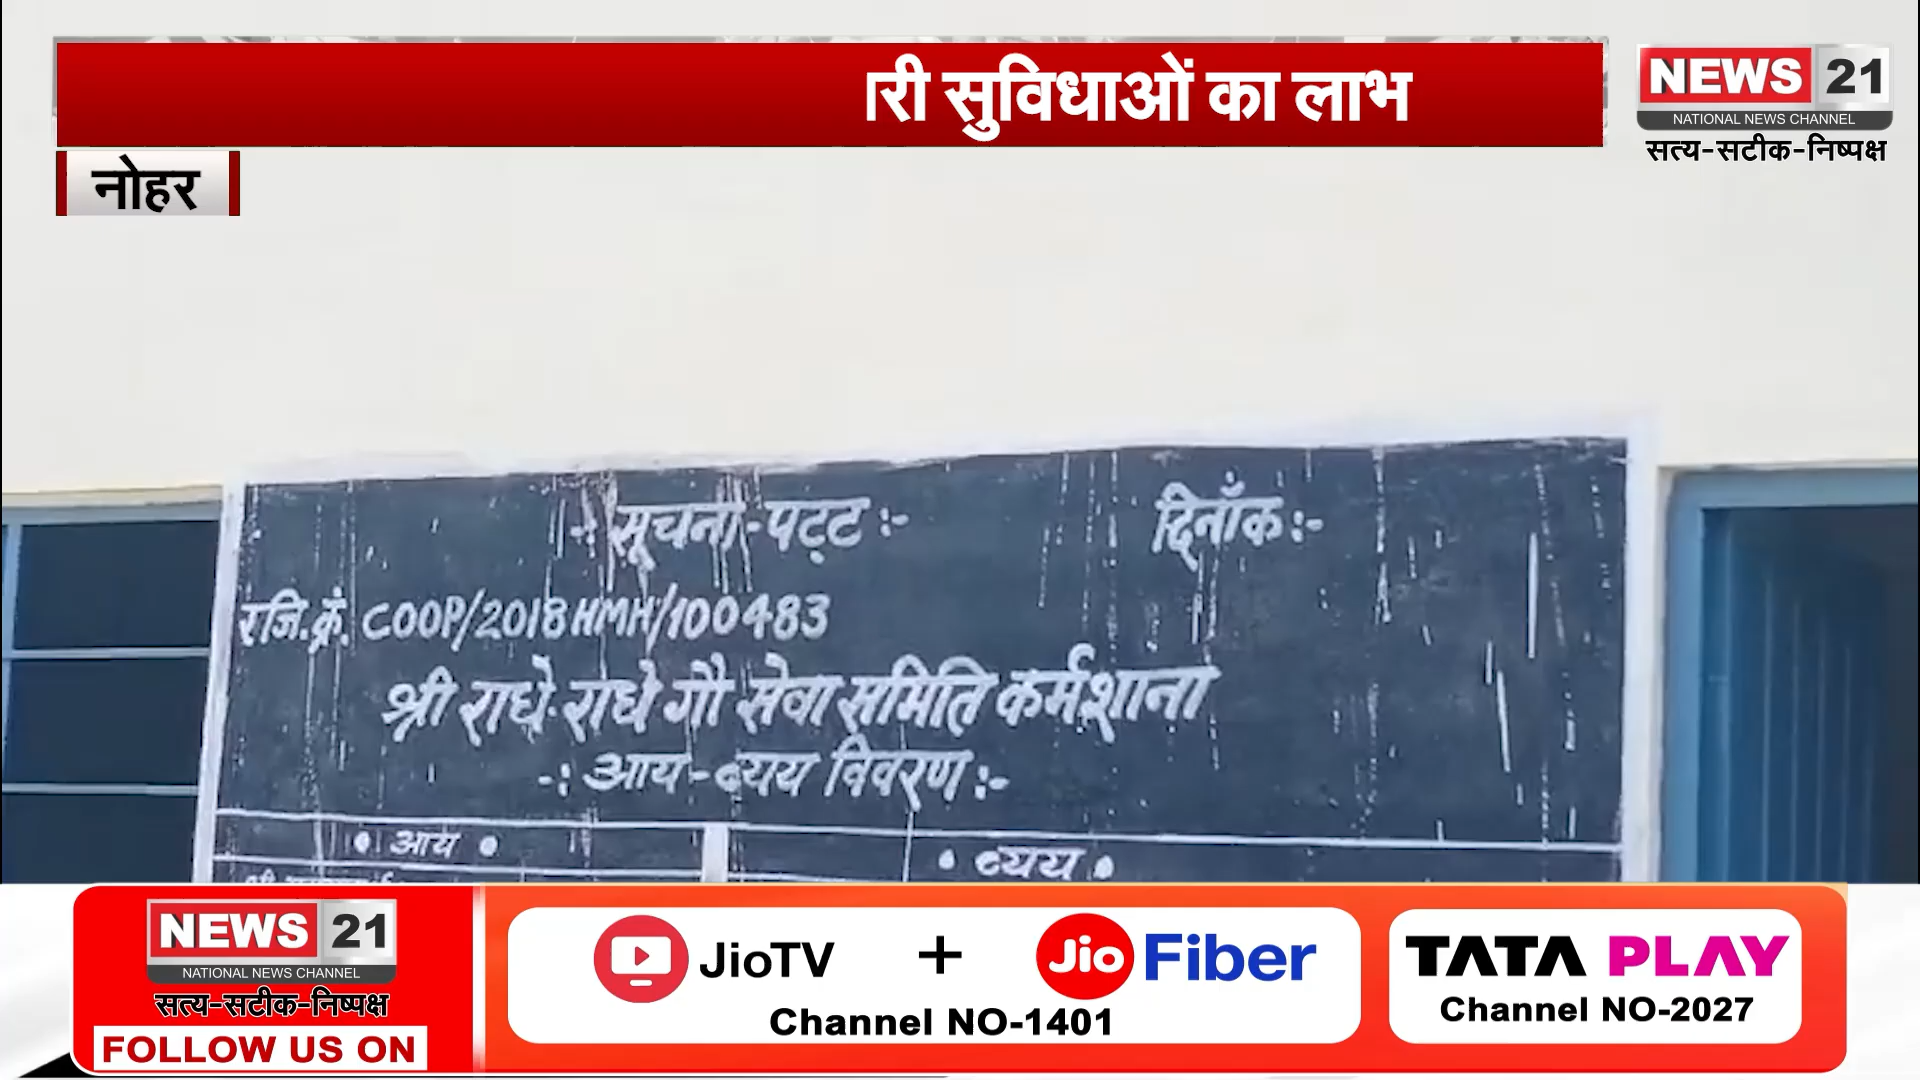 री सुविधाओं का लाभ
NEWS 21
NATIONAL NEWS CHANNEL
सत्य-सटीक-निष्पक्ष
नोहर
-: सूचना-पट्ट :-
दिनाँक:-
रजि.क्रं. COOP/2018HMH/100483
श्री राधे-राधे गौ सेवा समिति कर्मशाना
-: आय-व्यय विवरण :-
• आय •
• व्यय •
NEWS 21
NATIONAL NEWS CHANNEL
सत्य-सटीक-निष्पक्ष
FOLLOW US ON
JioTV + Jio Fiber
Channel NO-1401
TATA PLAY
Channel NO-2027